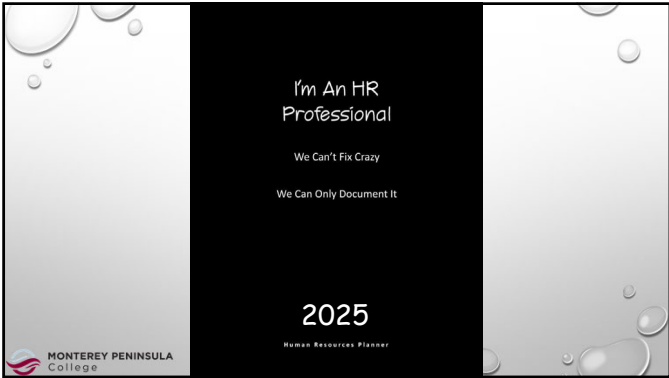 I'm An HR
Professional
We Can't Fix Crazy
We Can Only Document It
2025
Human Resources Planner
MONTEREY PENINSULA
College